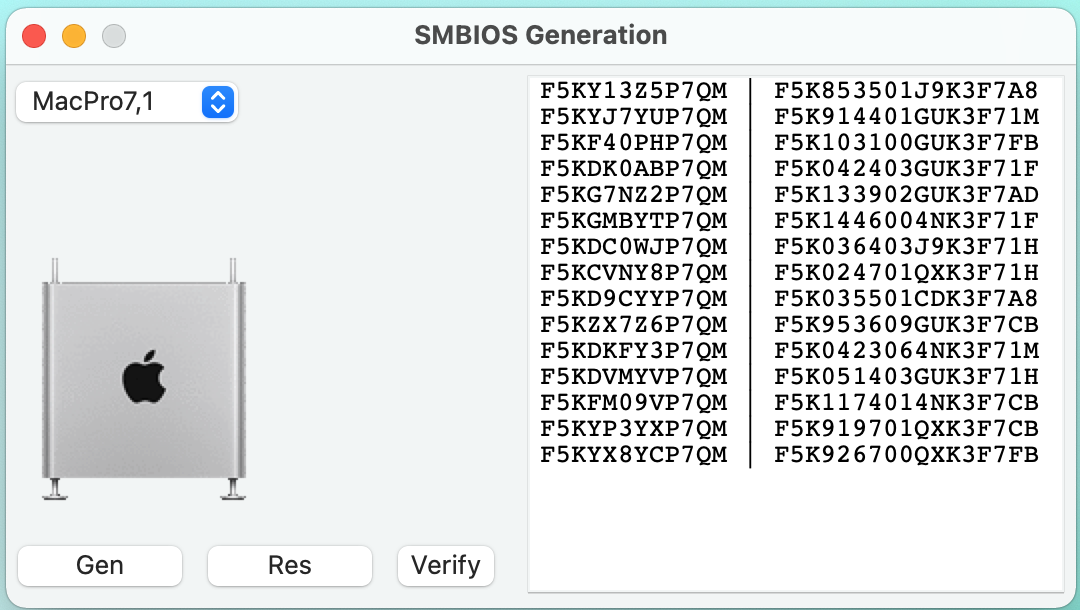 SMBIOS Generation
MacPro7,1
F5KY13Z5P7QM | F5K853501J9K3F7A8
F5KYJ7YUP7QM | F5K914401GUK3F71M
F5KF40PHP7QM | F5K103100GUK3F7FB
F5KDK0ABP7QM | F5K042403GUK3F71F
F5KG7NZ2P7QM | F5K133902GUK3F7AD
F5KGMBYTP7QM | F5K1446004NK3F71F
F5KDC0WJP7QM | F5K036403J9K3F71H
F5KCVNY8P7QM | F5K024701QXK3F71H
F5KD9CYYP7QM | F5K035501CDK3F7A8
F5KZX7Z6P7QM | F5K953609GUK3F7CB
F5KDKFY3P7QM | F5K0423064NK3F71M
F5KDVMYVP7QM | F5K051403GUK3F71H
F5KFM09VP7QM | F5K1174014NK3F7CB
F5KYP3YXP7QM | F5K919701QXK3F7CB
F5KYX8YCP7QM | F5K926700QXK3F7FB
Gen
Res
Verify